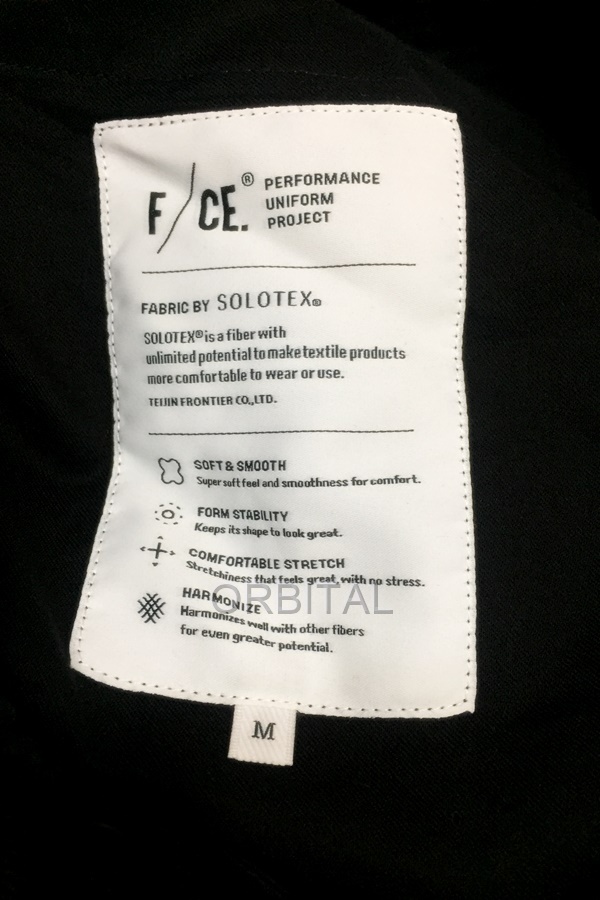 F/CE.® PERFORMANCE
UNIFORM
PROJECT
FABRIC BY SOLOTEX®
SOLOTEX® is a fiber with
unlimited potential to make textile products
more comfortable to wear or use.
TEIJIN FRONTIER CO.,LTD.
SOFT & SMOOTH
Super soft feel and smoothness for comfort.
FORM STABILITY
Keeps its shape to look great.
COMFORTABLE STRETCH
Stretchiness that feels great, with no stress.
HARMONIZE
Harmonizes well with other fibers
for even greater potential.
ORBITAL
M